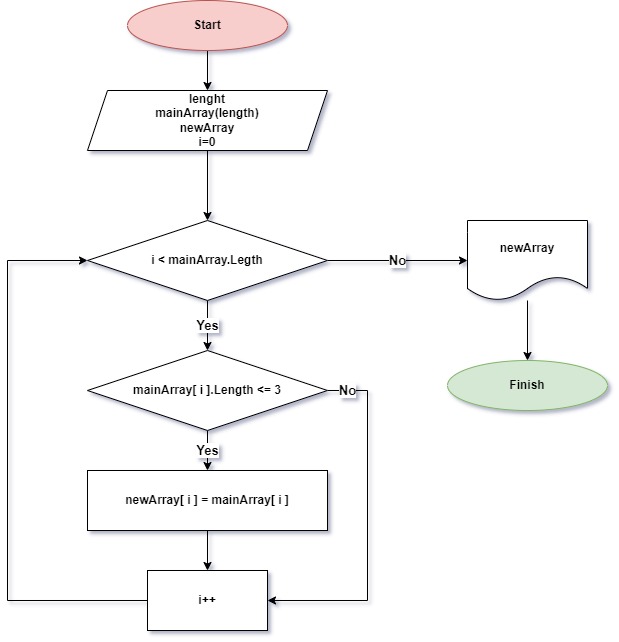 Start
lenght
mainArray(length)
newArray
i=0
i < mainArray.Legth
No
newArray
Yes
mainArray[ i ].Length <= 3
No
Finish
Yes
newArray[ i ] = mainArray[ i ]
i++